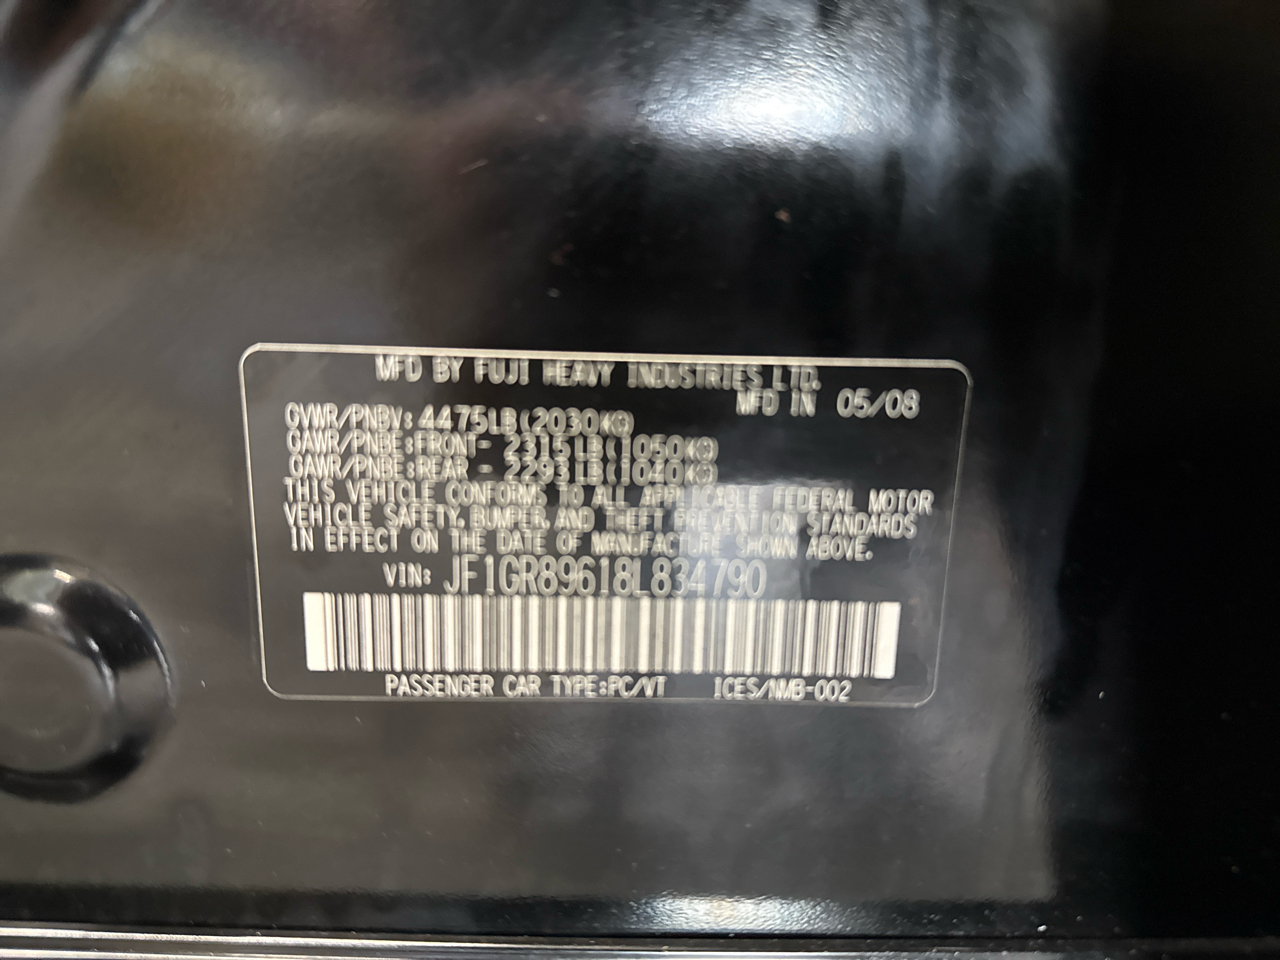 MFD BY FUJI HEAVY INDUSTRIES LTD.
MFD IN 05/08
GVWR/PNBV: 4475LB(2030KG)
GAWR/PNBE:FRONT- 2315LB(1050KG)
GAWR/PNBE:REAR - 2293LB(1040KG)
THIS VEHICLE CONFORMS TO ALL APPLICABLE FEDERAL MOTOR
VEHICLE SAFETY, BUMPER, AND THEFT PREVENTION STANDARDS
IN EFFECT ON THE DATE OF MANUFACTURE SHOWN ABOVE.
VIN: JF1GR89618L834790
PASSENGER CAR TYPE:PC/VT ICES/NMB-002